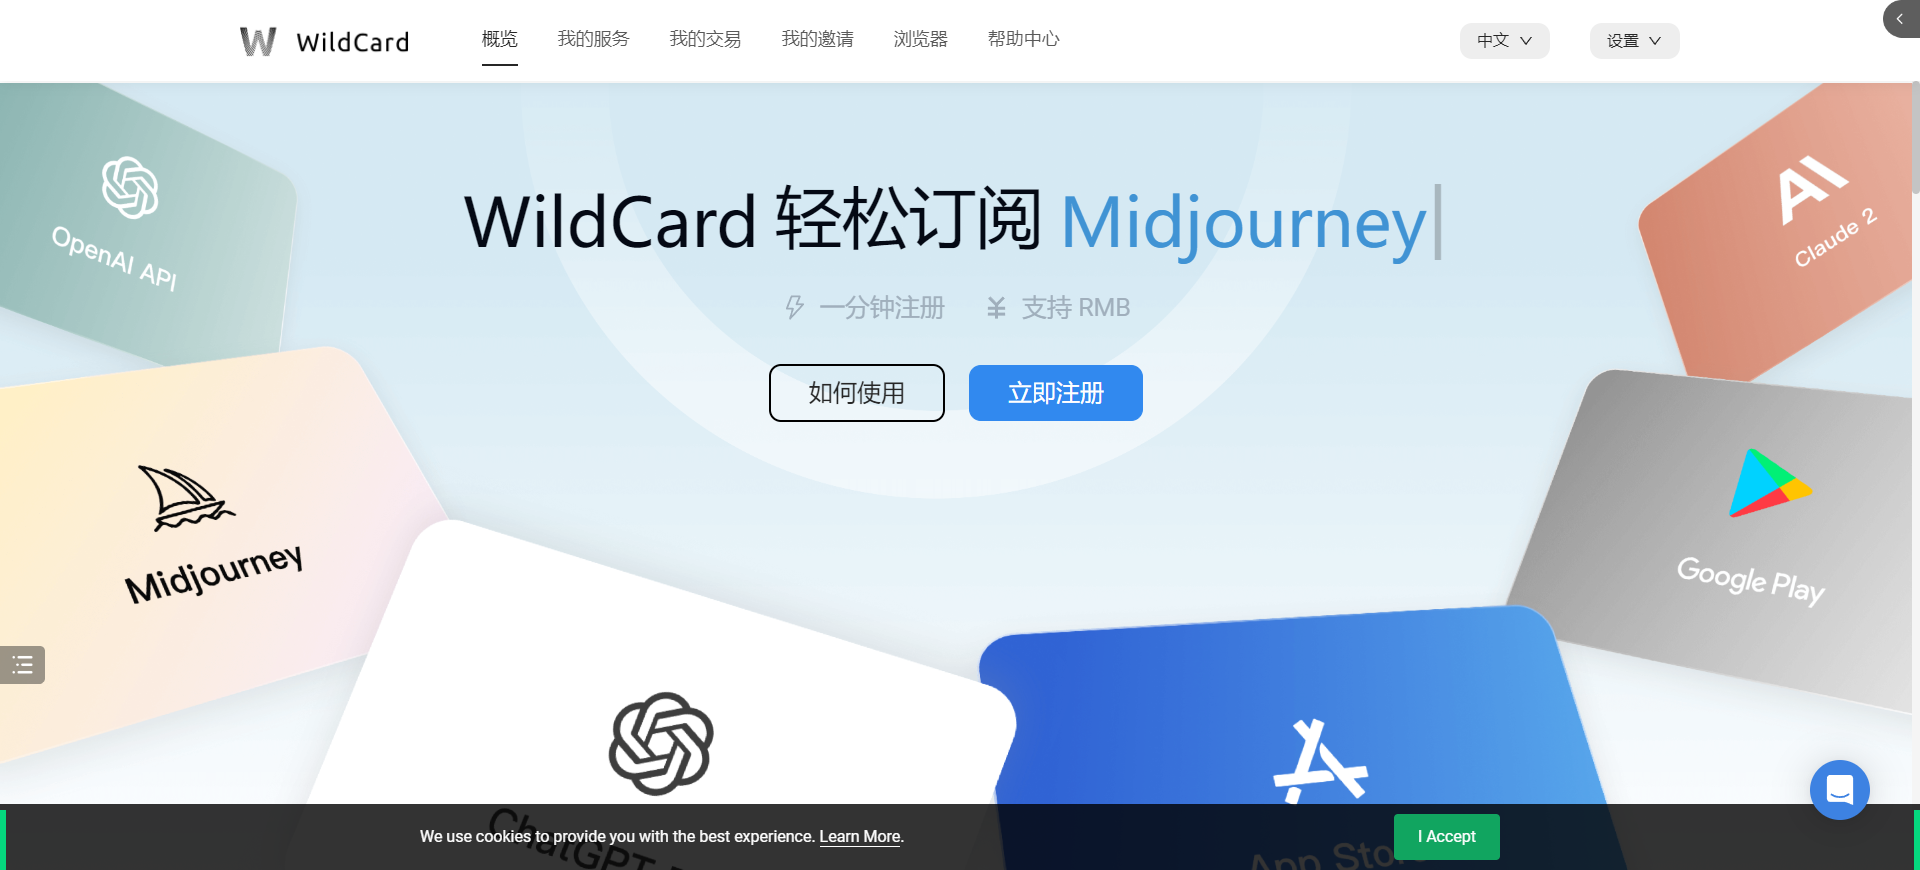 WildCard
概览 我的服务 我的交易 我的邀请 浏览器 帮助中心
中文 设置
OpenAI API
Claude 2
WildCard 轻松订阅 Midjourney
一分钟注册 ¥ 支持 RMB
如何使用 立即注册
Midjourney
Google Play
ChatGPT
App Store
We use cookies to provide you with the best experience. Learn More.
I Accept